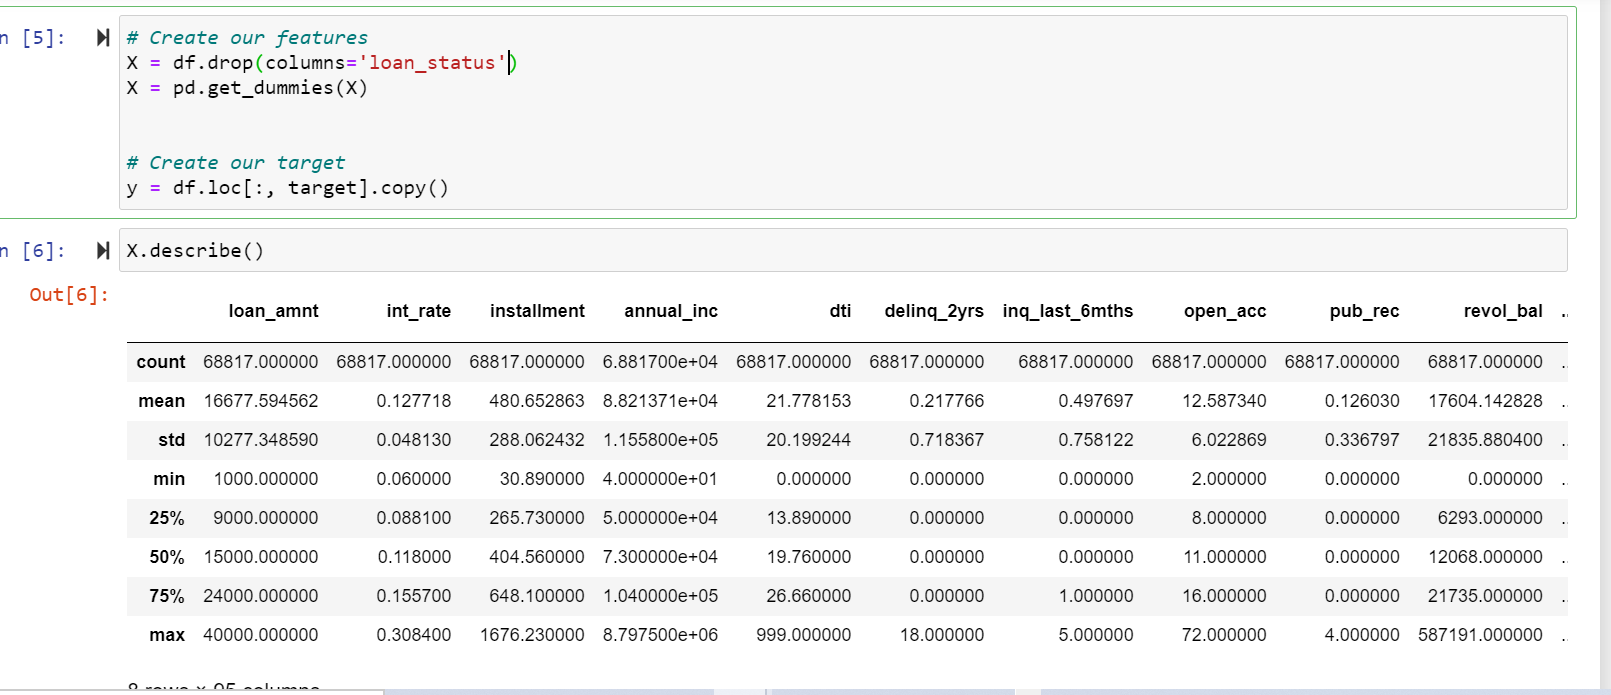 n [5]:
# Create our features
X = df.drop(columns='loan_status')
X = pd.get_dummies(X)
# Create our target
y = df.loc[:, target].copy()
n [6]:
X.describe()
Out[6]:
loan_amnt int_rate installment annual_inc dti delinq_2yrs inq_last_6mths open_acc pub_rec revol_bal ..
count 68817.000000 68817.000000 68817.000000 6.881700e+04 68817.000000 68817.000000 68817.000000 68817.000000 68817.000000 68817.000000 ..
mean 16677.594562 0.127718 480.652863 8.821371e+04 21.778153 0.217766 0.497697 12.587340 0.126030 17604.142828 ..
std 10277.348590 0.048130 288.062432 1.155800e+05 20.199244 0.718367 0.758122 6.022869 0.336797 21835.880400 ..
min 1000.000000 0.060000 30.890000 4.000000e+01 0.000000 0.000000 0.000000 2.000000 0.000000 0.000000 ..
25% 9000.000000 0.088100 265.730000 5.000000e+04 13.890000 0.000000 0.000000 8.000000 0.000000 6293.000000 ..
50% 15000.000000 0.118000 404.560000 7.300000e+04 19.760000 0.000000 0.000000 11.000000 0.000000 12068.000000 ..
75% 24000.000000 0.155700 648.100000 1.040000e+05 26.660000 0.000000 1.000000 16.000000 0.000000 21735.000000 ..
max 40000.000000 0.308400 1676.230000 8.797500e+06 999.000000 18.000000 5.000000 72.000000 4.000000 587191.000000 ..
8 rows × 95 columns